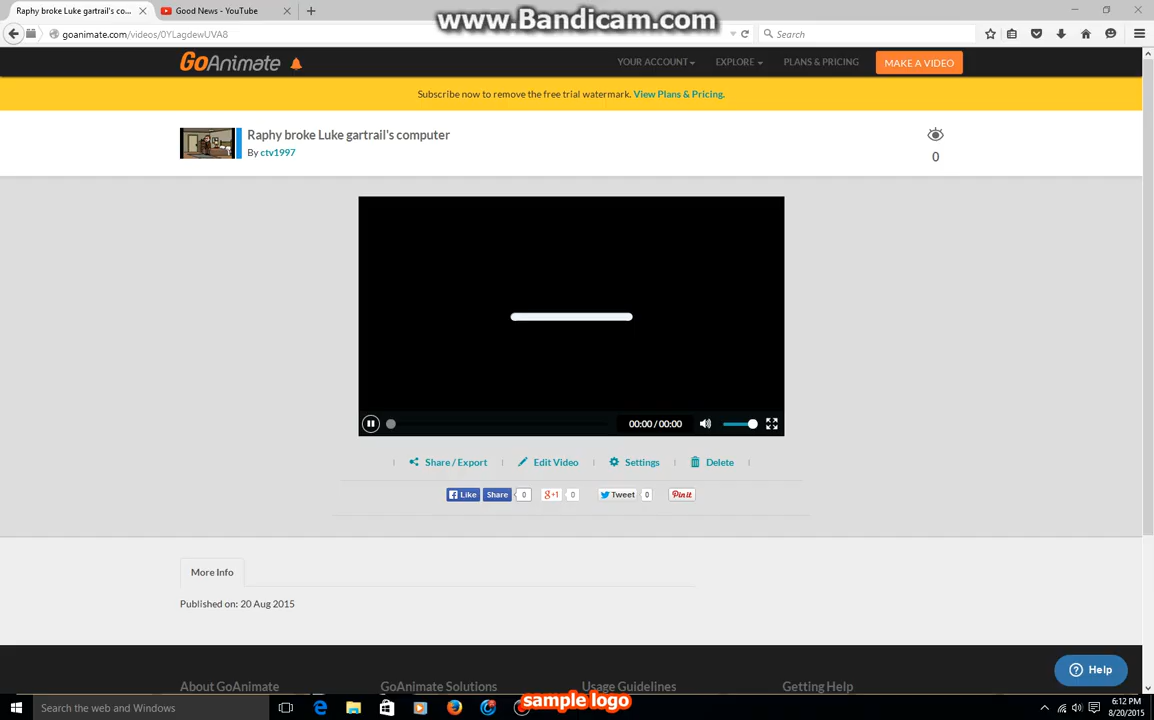 Raphy broke Luke gartrail's co...
Good News - YouTube
www.Bandicam.com
goanimate.com/videos/0YLagdewUVA8
Search
GoAnimate
YOUR ACCOUNT
EXPLORE
PLANS & PRICING
MAKE A VIDEO
Subscribe now to remove the free trial watermark. View Plans & Pricing.
Raphy broke Luke gartrail's computer
By ctv1997
0
00:00 / 00:00
Share / Export
Edit Video
Settings
Delete
Like
Share
0
g+1
0
Tweet
0
Pin it
More Info
Published on: 20 Aug 2015
Help
About GoAnimate
GoAnimate Solutions
Usage Guidelines
Getting Help
sample logo
Search the web and Windows
6:12 PM
8/20/2015